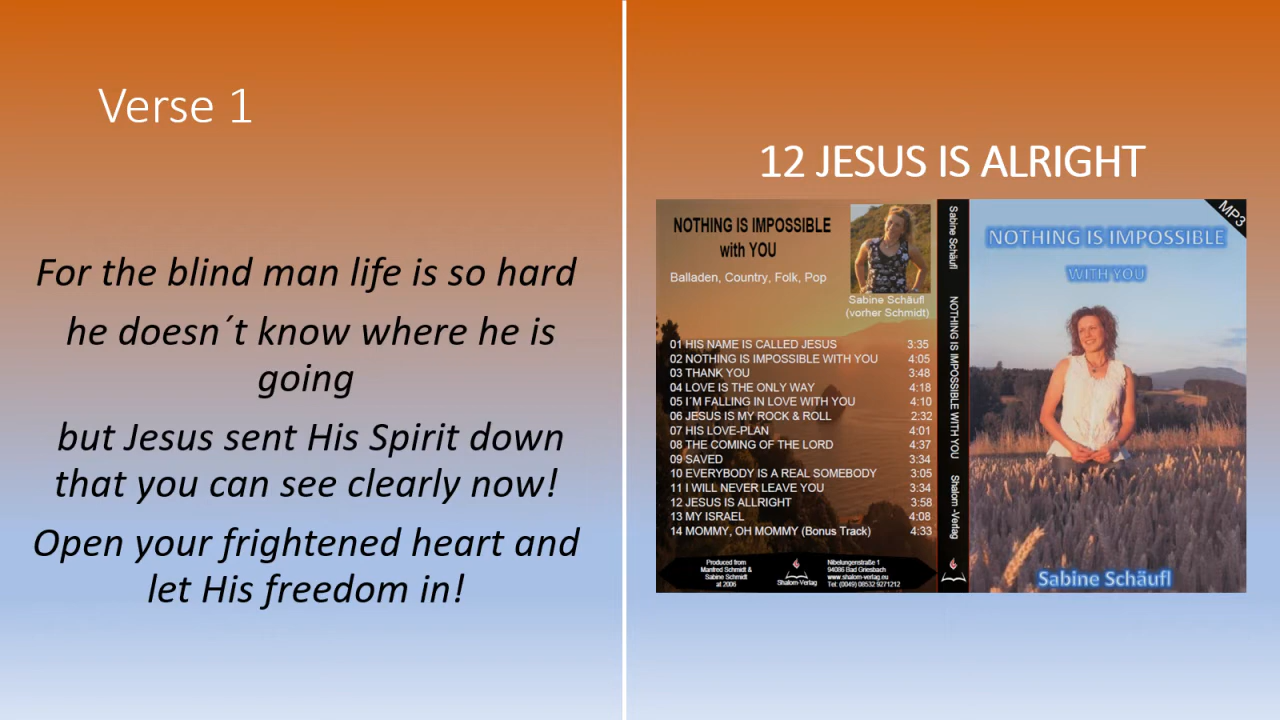 Verse 1
For the blind man life is so hard
he doesn´t know where he is
going
but Jesus sent His Spirit down
that you can see clearly now!
Open your frightened heart and
let His freedom in!
12 JESUS IS ALRIGHT
NOTHING IS IMPOSSIBLE
with YOU
Balladen, Country, Folk, Pop
Sabine Schäufl
(vorher Schmidt)
01 HIS NAME IS CALLED JESUS 3:35
02 NOTHING IS IMPOSSIBLE WITH YOU 4:05
03 THANK YOU 3:48
04 LOVE IS THE ONLY WAY 4:18
05 I´M FALLING IN LOVE WITH YOU 4:10
06 JESUS IS MY ROCK & ROLL 2:32
07 HIS LOVE-PLAN 4:01
08 THE COMING OF THE LORD 4:37
09 SAVED 3:34
10 EVERYBODY IS A REAL SOMEBODY 3:05
11 I WILL NEVER LEAVE YOU 3:34
12 JESUS IS ALLRIGHT 3:58
13 MY ISRAEL 4:08
14 MOMMY, OH MOMMY (Bonus Track) 4:33
Produced from
Manfred Schmidt &
Sabine Schmidt
at 2006
Shalom-Verlag
Nibelungenstraße 1
94086 Bad Griesbach
www.shalom-verlag.eu
Tel: (0049) 08532 9271212
Sabine Schäufl NOTHING IS IMPOSSIBLE WITH YOU Shalom -Verlag
MP3
NOTHING IS IMPOSSIBLE
WITH YOU
Sabine Schäufl